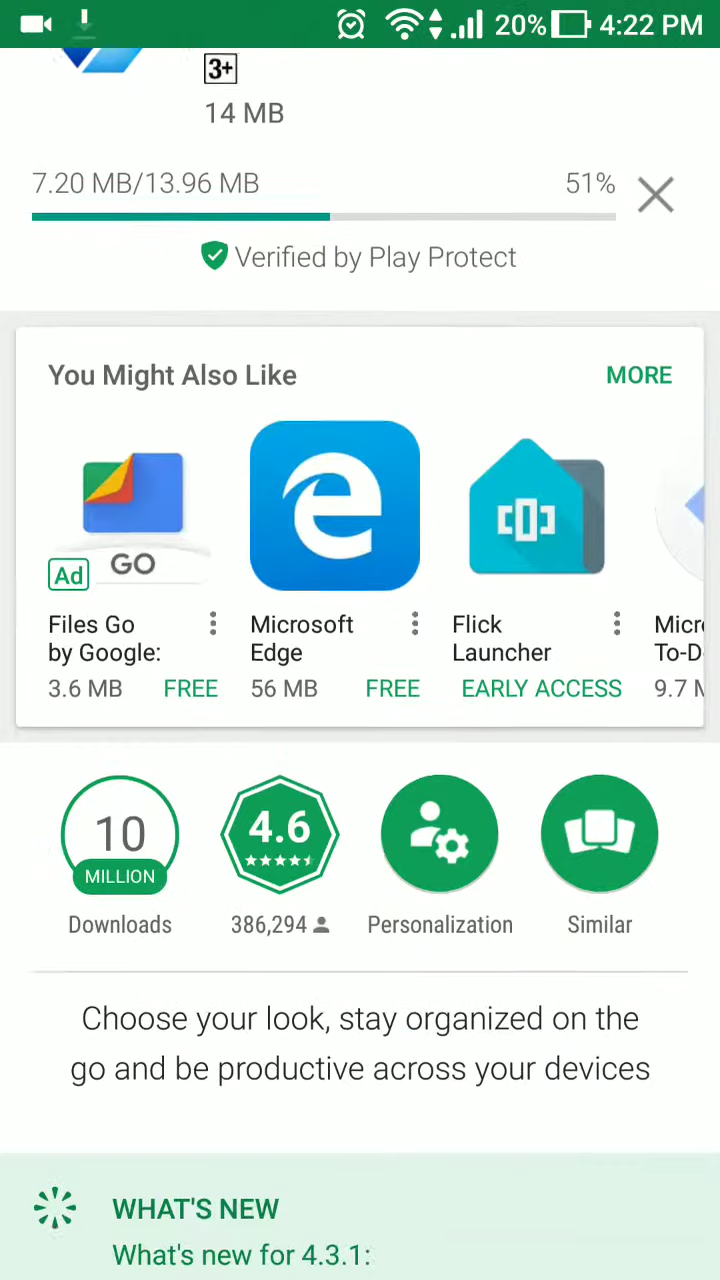 20% 4:22 PM
3+
14 MB
7.20 MB/13.96 MB 51%
Verified by Play Protect
You Might Also Like MORE
GO
Ad
Files Go Microsoft Flick
by Google: Edge Launcher To-D
3.6 MB FREE 56 MB FREE EARLY ACCESS 9.7
10 4.6
MILLION
Downloads 386,294 Personalization Similar
Choose your look, stay organized on the
go and be productive across your devices
WHAT'S NEW
What's new for 4.3.1: